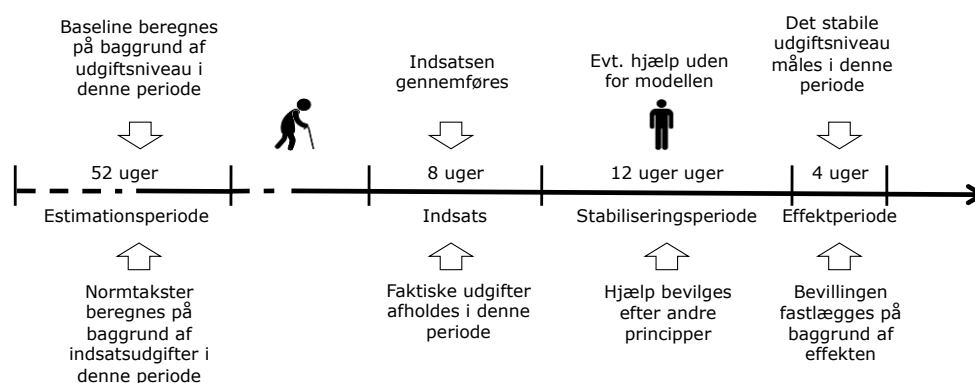 Baseline beregnes
på baggrund af
udgiftsniveau i
denne periode
Indsatsen
gennemføres
Evt. hjælp uden
for modellen
Det stabile
udgiftsniveau
måles i denne
periode
52 uger
8 uger
12 uger uger
4 uger
Estimationsperiode
Indsats
Stabiliseringsperiode
Effektperiode
Normtakster
beregnes på
baggrund af
indsatsudgifter i
denne periode
Faktiske udgifter
afholdes i denne
periode
Hjælp bevilges
efter andre
principper
Bevillingen
fastlægges på
baggrund af
effekten